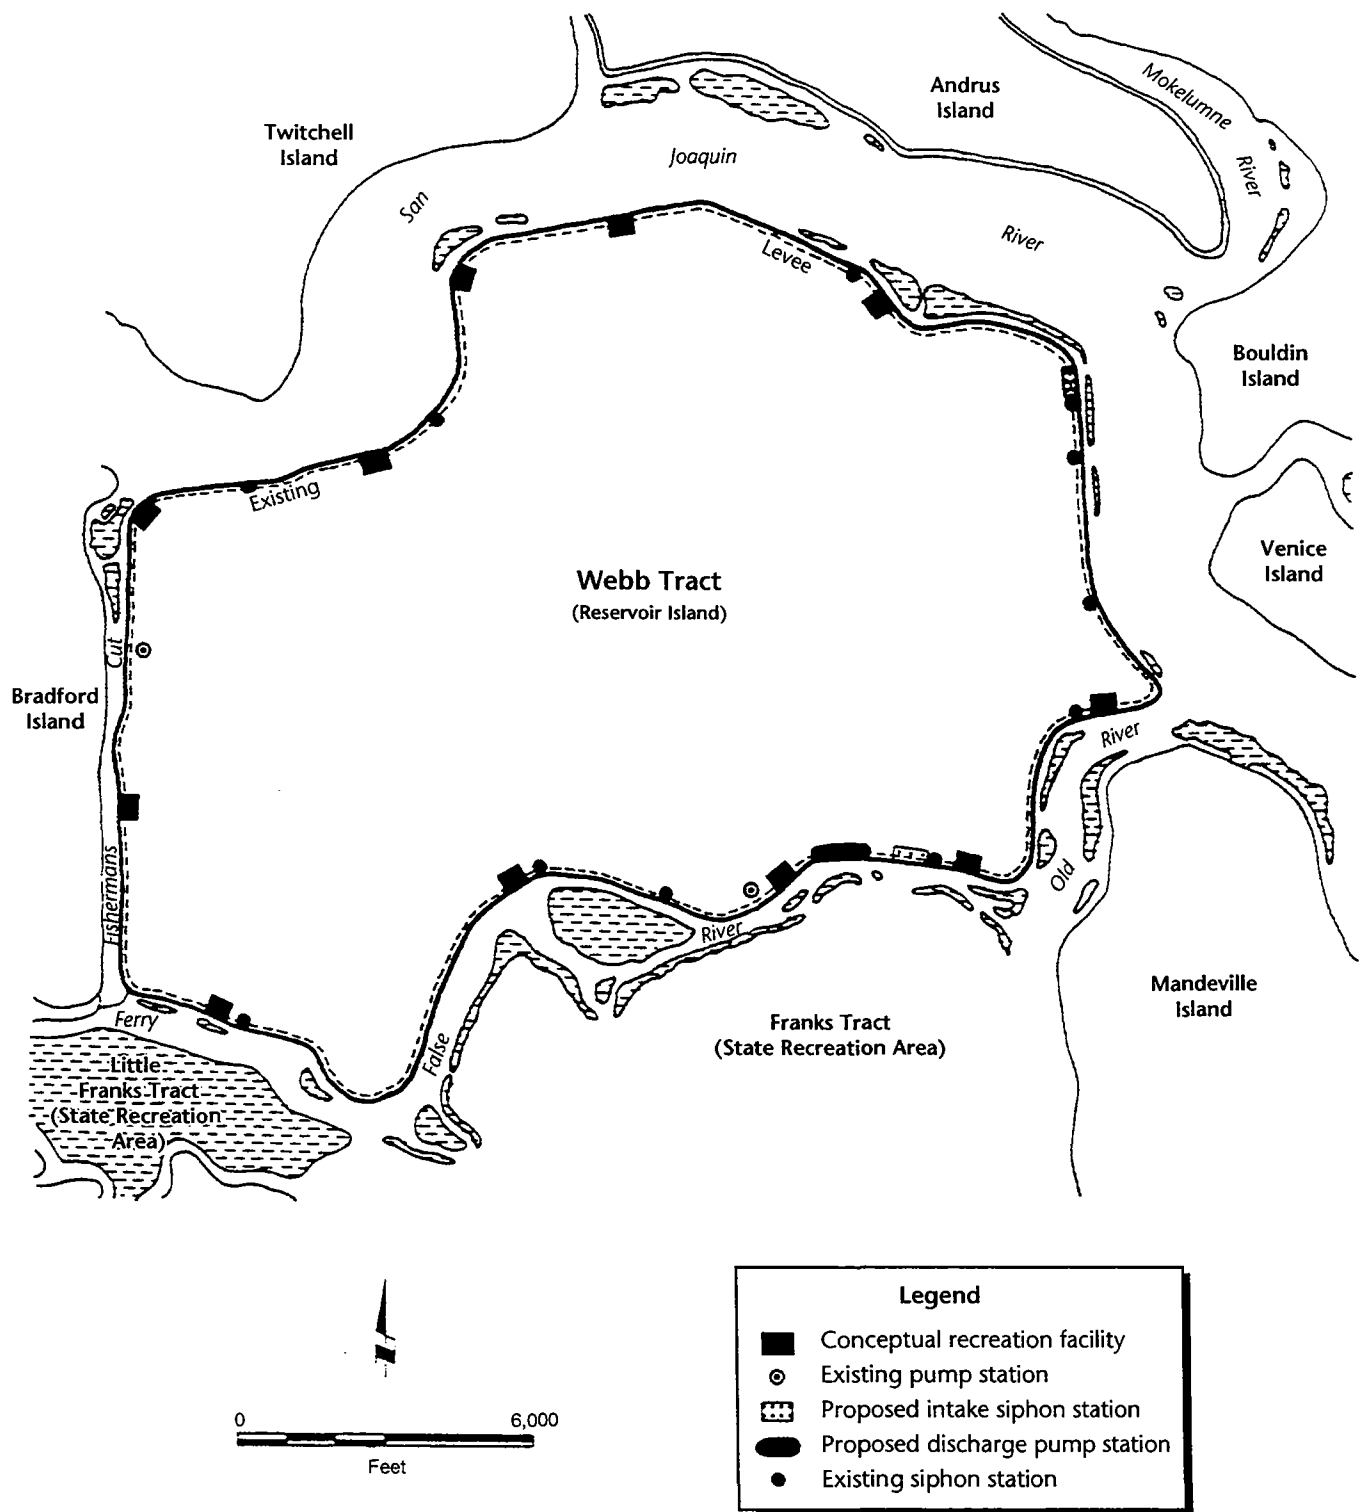 Andrus
Island
Mokelumne
River
Twitchell
Island
Joaquin
San
River
Levee
Bouldin
Island
Existing
Venice
Island
Webb Tract
(Reservoir Island)
Cut
Bradford
Island
River
Fishermans
Old
River
Mandeville
Island
Ferry
False
Franks Tract
(State Recreation Area)
Little
Franks Tract
(State Recreation
Area)
Legend
Conceptual recreation facility
Existing pump station
Proposed intake siphon station
Proposed discharge pump station
Existing siphon station
0 6,000
Feet